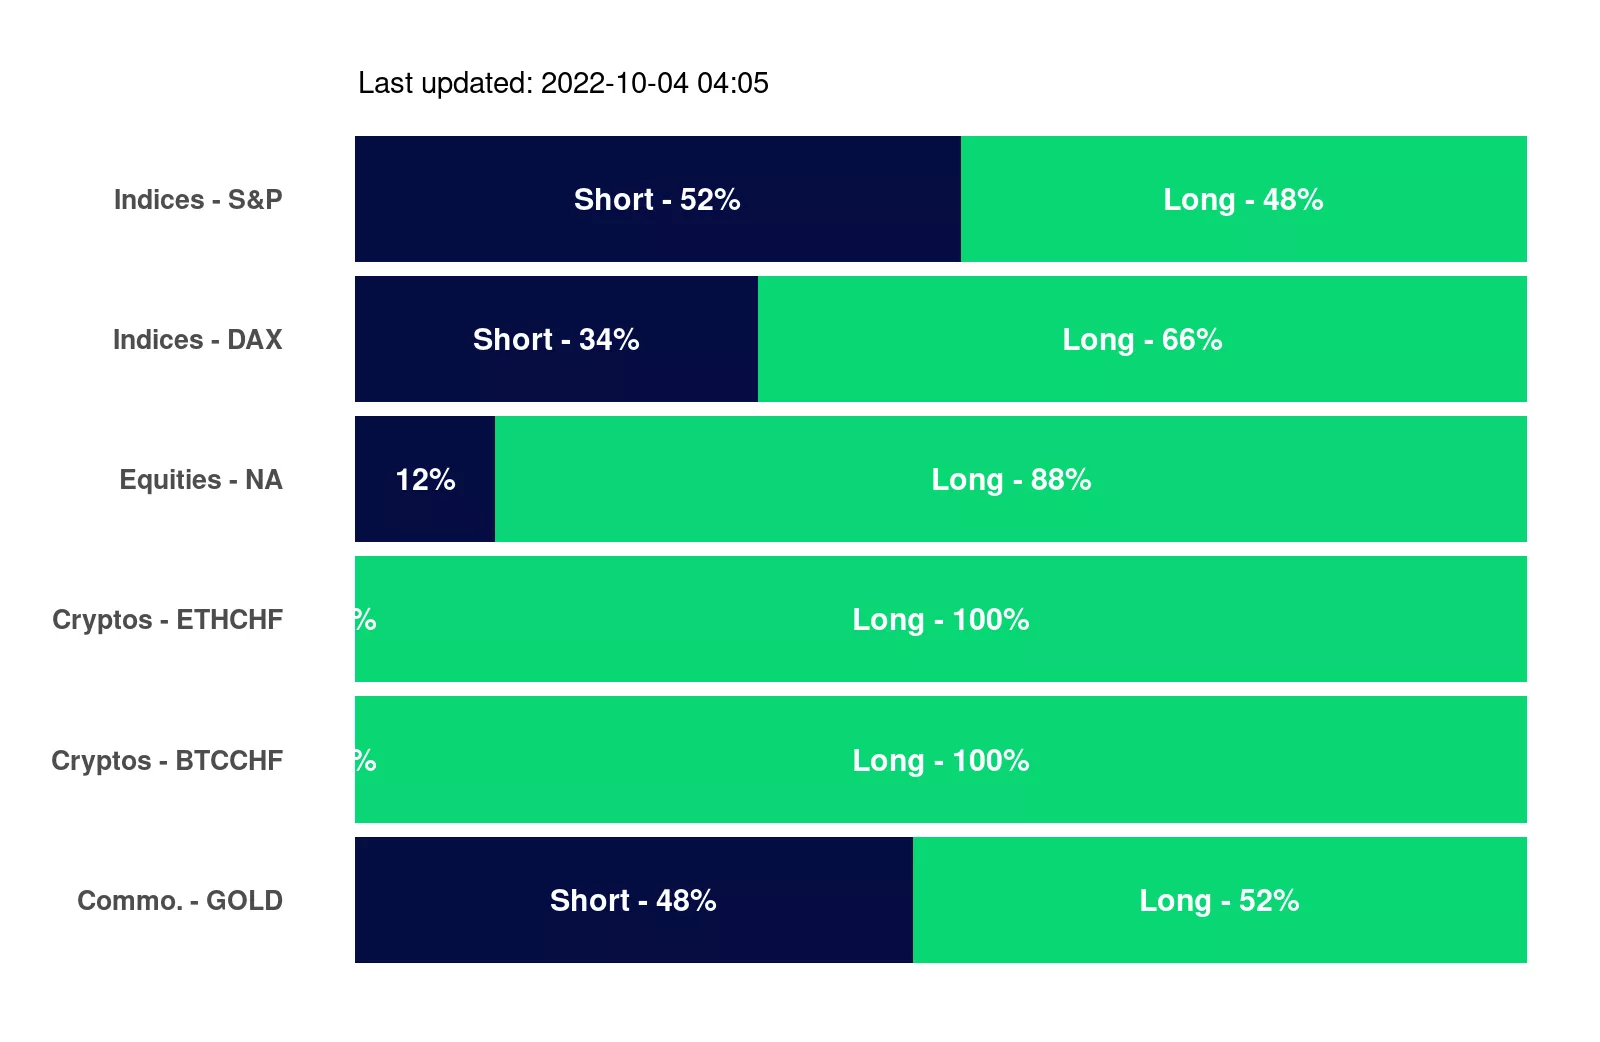 Last updated: 2022-10-04 04:05
Indices - S&P Short - 52% Long - 48%
Indices - DAX Short - 34% Long - 66%
Equities - NA 12% Long - 88%
Cryptos - ETHCHF % Long - 100%
Cryptos - BTCCHF % Long - 100%
Commo. - GOLD Short - 48% Long - 52%